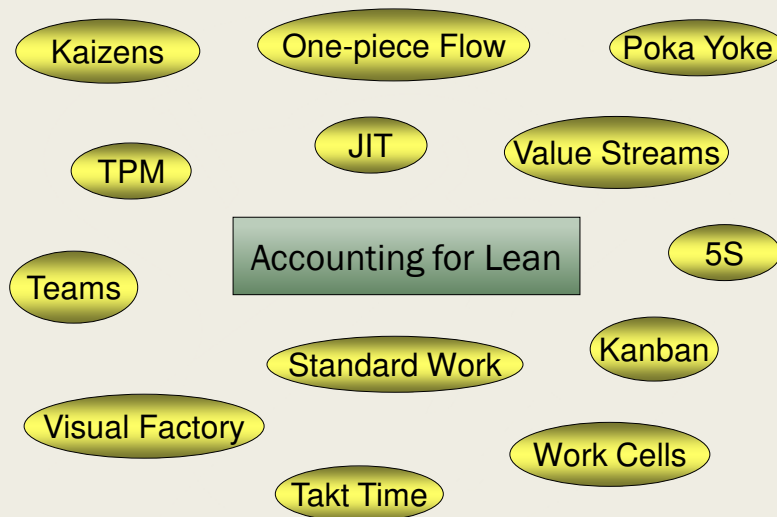 Kaizens
One-piece Flow
Poka Yoke
TPM
JIT
Value Streams
Accounting for Lean
5S
Teams
Standard Work
Kanban
Visual Factory
Work Cells
Takt Time